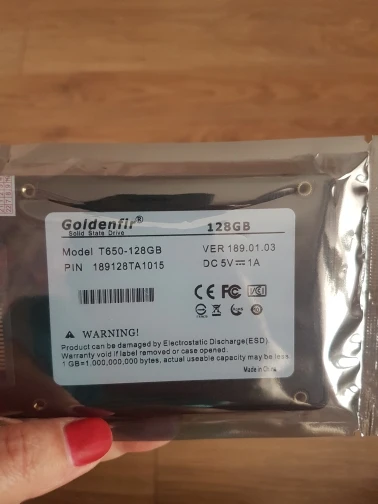 Goldenfir®
Solid State Drive
128GB
Model T650-128GB
VER 189.01.03
PIN 189128TA1015
DC 5V⎓1A
CE FC
WARNING!
Product can be damaged by Electrostatic Discharge(ESD)
Warranty void if label removed or case opened.
1 GB=1,000,000,000 bytes, actual useable capacity may be less
Made in China